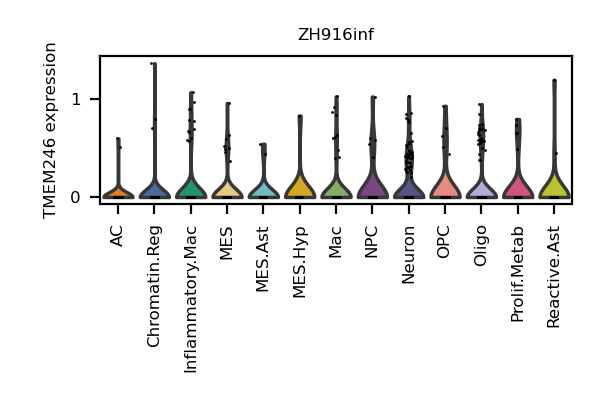 ZH916inf
TMEM246 expression
1
0
AC
Chromatin.Reg
Inflammatory.Mac
MES
MES.Ast
MES.Hyp
Mac
NPC
Neuron
OPC
Oligo
Prolif.Metab
Reactive.Ast